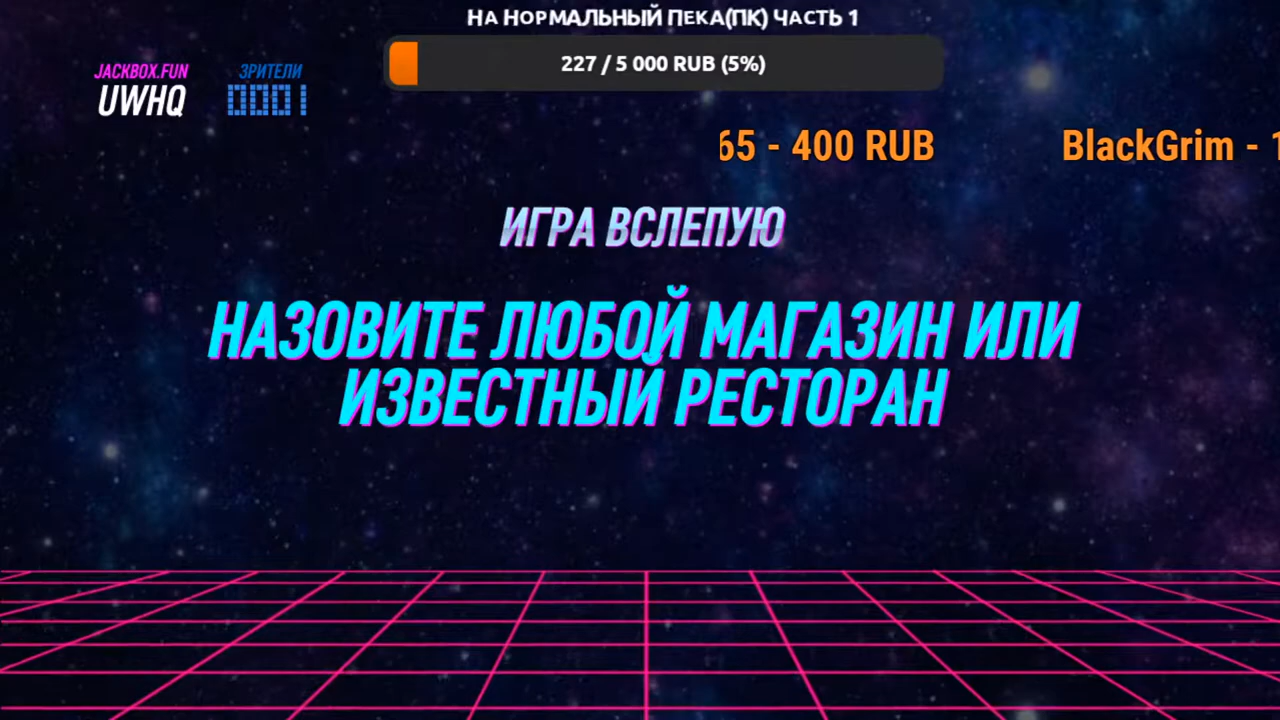 НА НОРМАЛЬНЫЙ ПЕКА(ПК) ЧАСТЬ 1
227 / 5 000 RUB (5%)
JACKBOX.FUN
UWHQ
ЗРИТЕЛИ
0001
65 - 400 RUB
BlackGrim - 1
ИГРА ВСЛЕПУЮ
НАЗОВИТЕ ЛЮБОЙ МАГАЗИН ИЛИ
ИЗВЕСТНЫЙ РЕСТОРАН